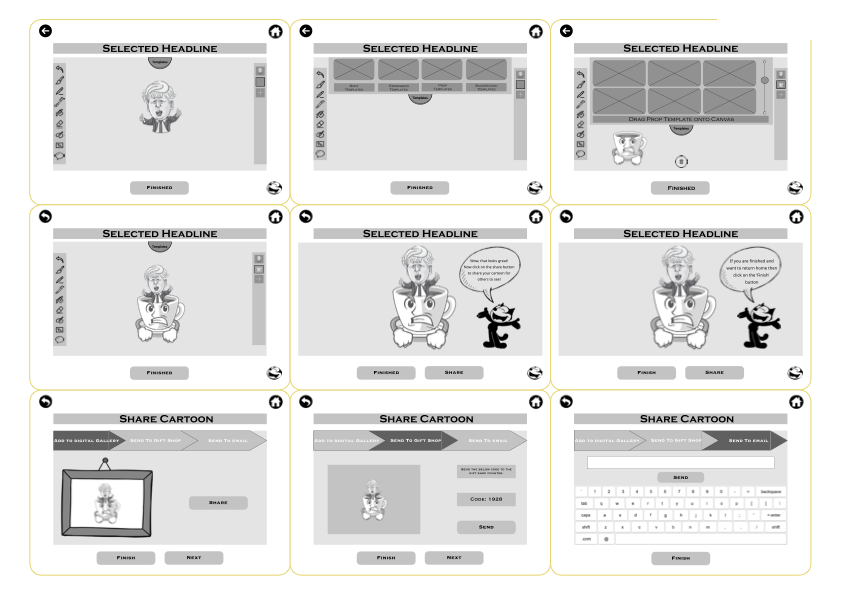 SELECTED HEADLINE
Templates
FINISHED
SELECTED HEADLINE
MAIN
TEMPLATES
EXPRESSION
TEMPLATES
PROP
TEMPLATES
BACKGROUND
TEMPLATES
Templates
FINISHED
SELECTED HEADLINE
DRAG PROP TEMPLATE ONTO CANVAS
Templates
FINISHED
SELECTED HEADLINE
Templates
FINISHED
SELECTED HEADLINE
Wow, that looks great!
Now click on the share button
to share your cartoon for
others to see!
FINISHED
SHARE
SELECTED HEADLINE
If you are finished and
want to return home then
click on the 'Finish'
button
FINISH
SHARE
SHARE CARTOON
ADD TO DIGITAL GALLERY
SEND TO GIFT SHOP
SEND TO EMAIL
SHARE
FINISH
NEXT
SHARE CARTOON
ADD TO DIGITAL GALLERY
SEND TO GIFT SHOP
SEND TO EMAIL
SEND THE BELOW CODE TO THE
GIFT SHOP COUNTER
CODE: 1928
SEND
FINISH
NEXT
SHARE CARTOON
ADD TO DIGITAL GALLERY
SEND TO GIFT SHOP
SEND TO EMAIL
SEND
1 2 3 4 5 6 7 8 9 0 - = backspace
tab q w e r t y u i o p [ ]
caps a s d f g h j k l ; ' enter
shift z x c v b n m , . / shift
.com @
FINISH